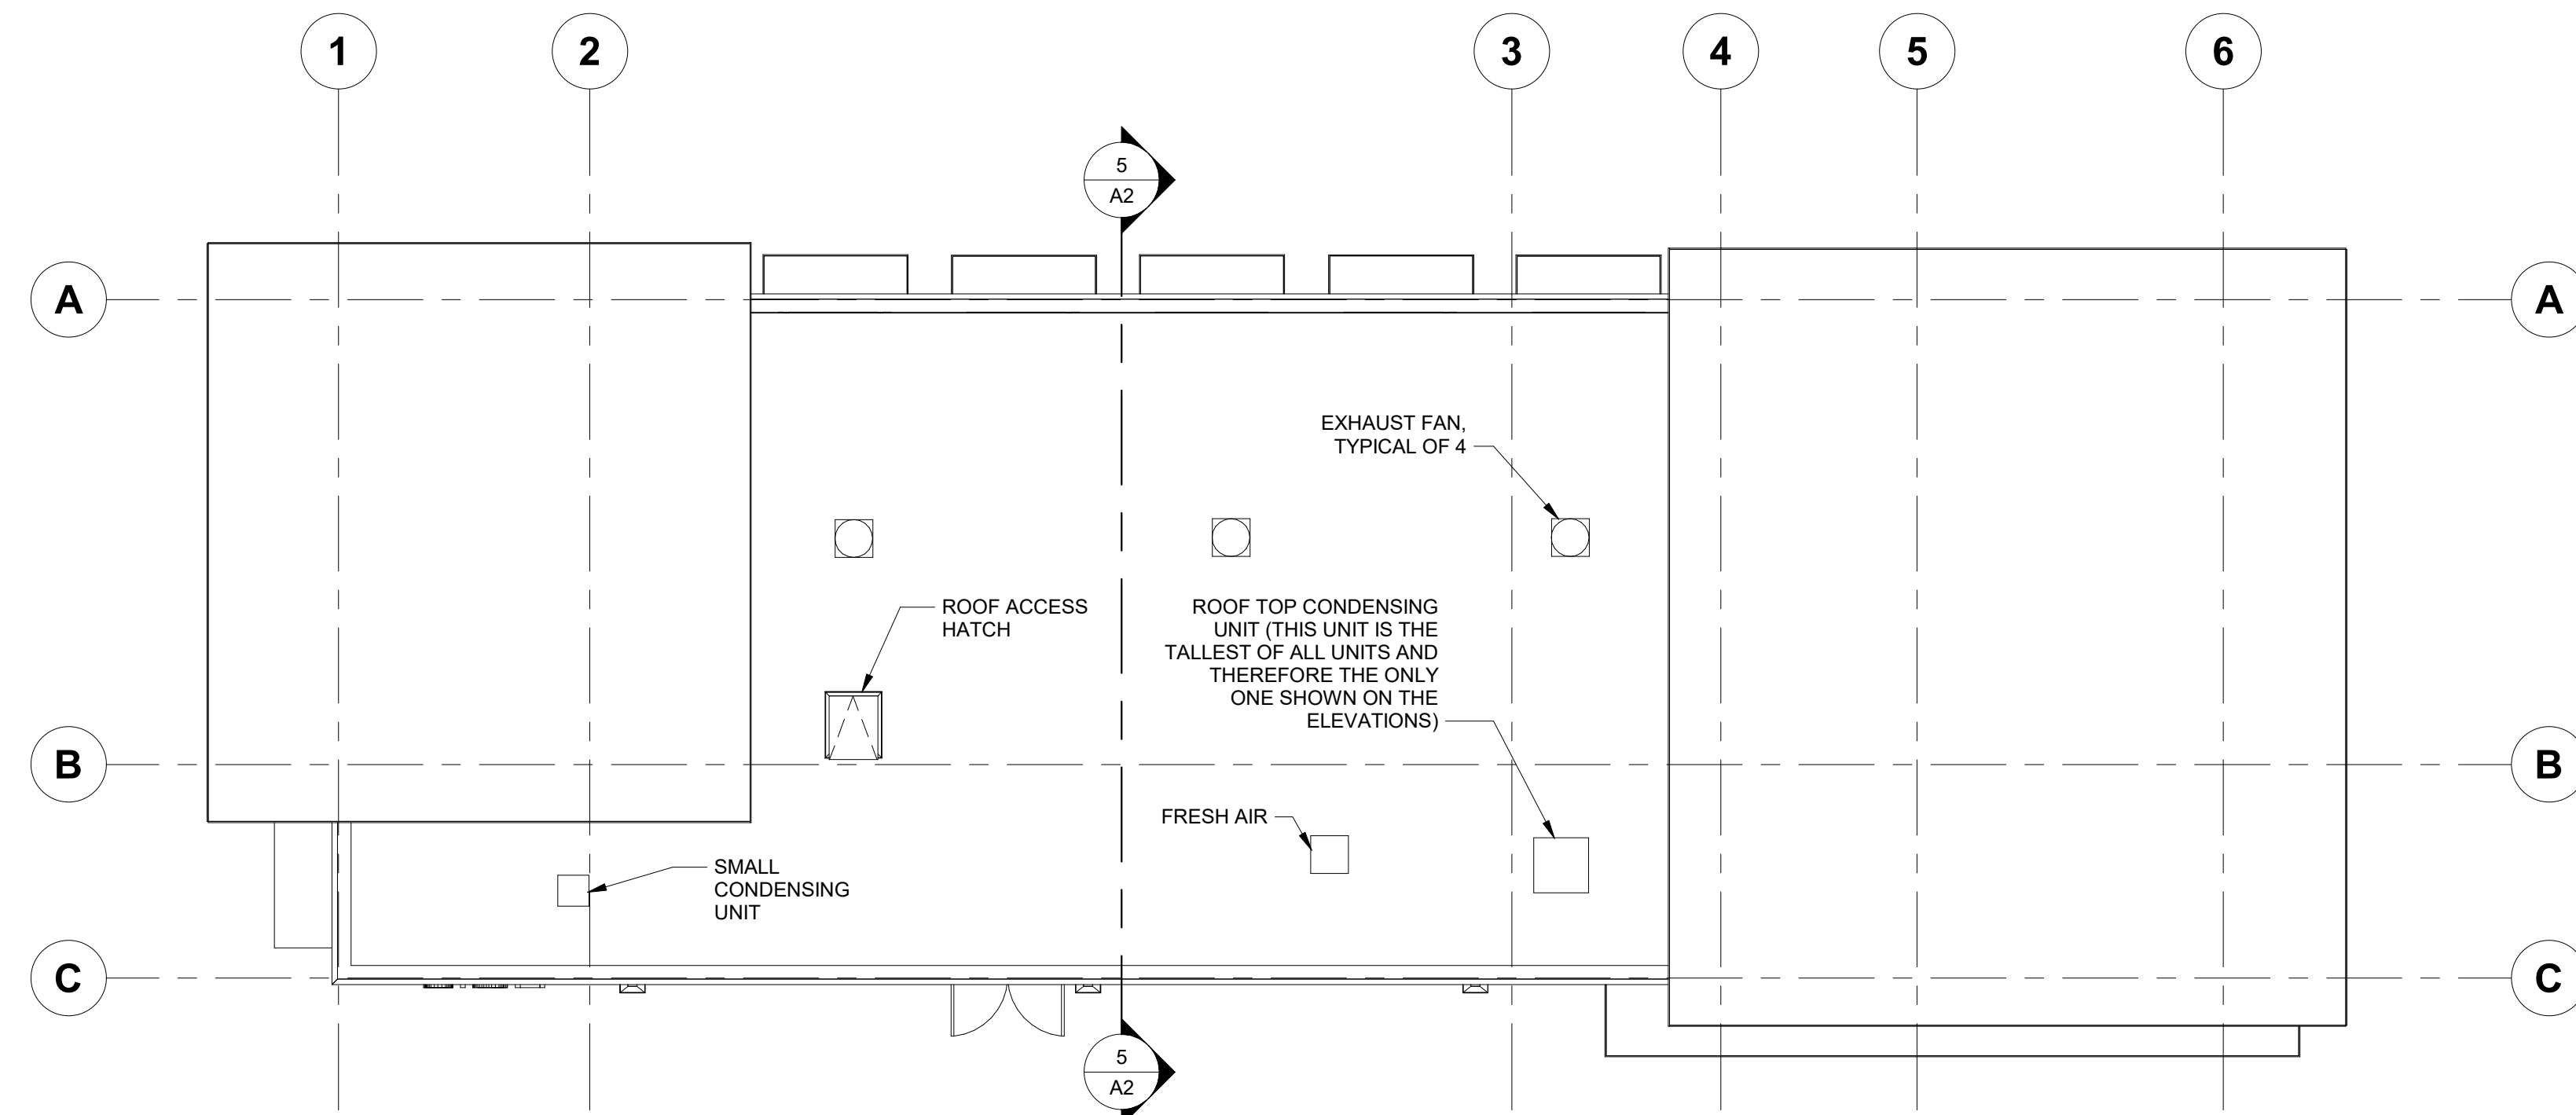 1
2
3
4
5
6
5
A2
A
A
EXHAUST FAN,
TYPICAL OF 4
ROOF ACCESS
HATCH
ROOF TOP CONDENSING
UNIT (THIS UNIT IS THE
TALLEST OF ALL UNITS AND
THEREFORE THE ONLY
ONE SHOWN ON THE
ELEVATIONS)
B
B
FRESH AIR
SMALL
CONDENSING
UNIT
C
C
5
A2